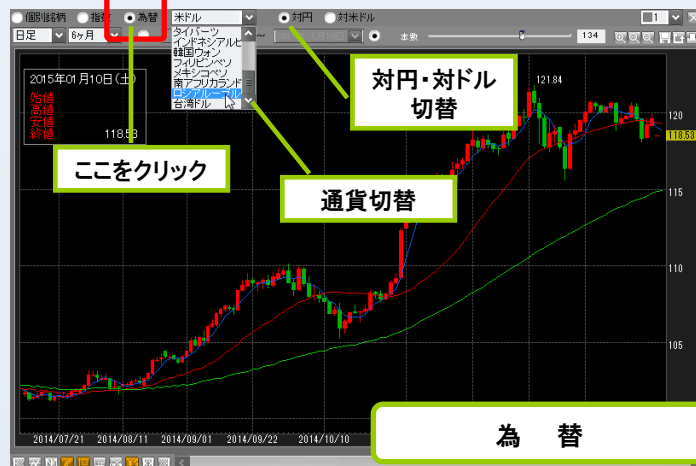 個別銘柄 指数 為替 米ドル 対円 対米ドル 1
日足 6ヶ月 ～ 本数 134
タイバーツ
インドネシアルピ
韓国ウォン
フィリピンペソ
メキシコペソ
南アフリカランド
ロシアルーブル
台湾ドル
対円・対ドル
切替
2015年01月10日(土)
始値
高値
安値
終値 118.53
121.84
120
118.53
ここをクリック
通貨切替
115
110
105
為 替
2014/07/21 2014/08/11 2014/09/01 2014/09/22 2014/10/10